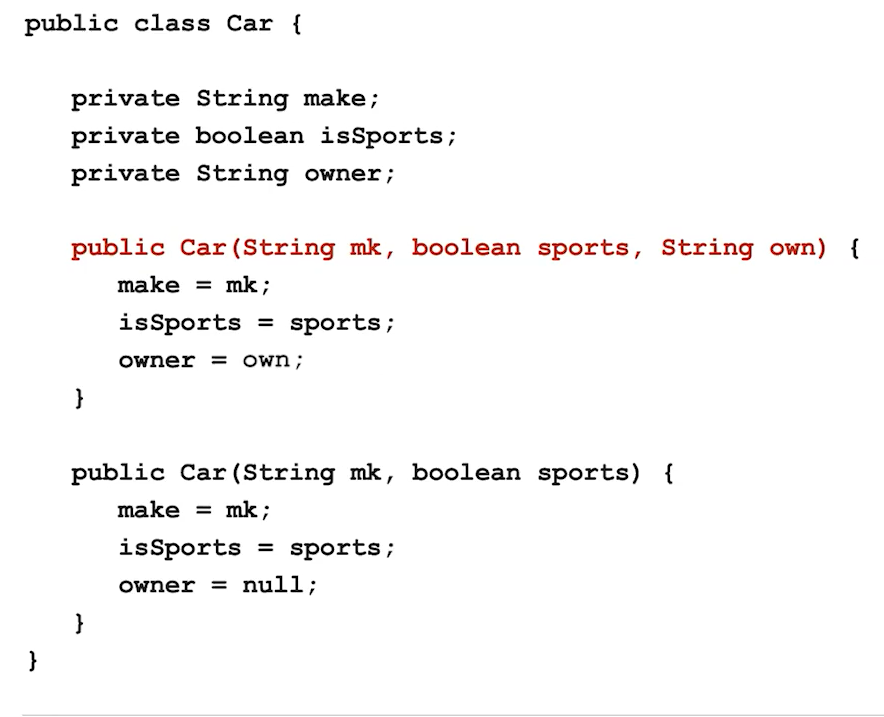 public class Car {
private String make;
private boolean isSports;
private String owner;
public Car(String mk, boolean sports, String own) {
make = mk;
isSports = sports;
owner = own;
}
public Car(String mk, boolean sports) {
make = mk;
isSports = sports;
owner = null;
}
}